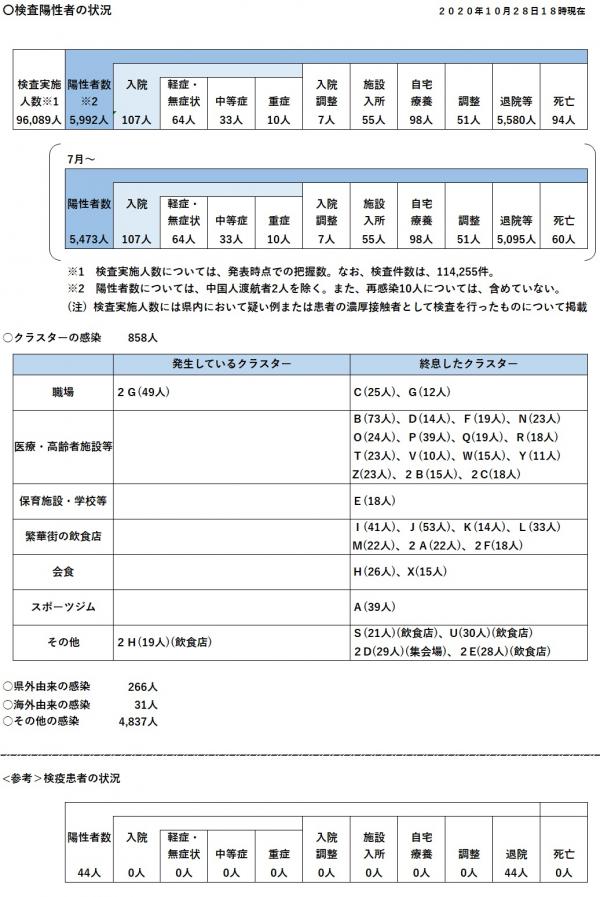 〇検査陽性者の状況
2020年10月28日18時現在
検査実施人数※1 陽性者数※2 入院 軽症・無症状 中等症 重症 入院調整 施設入所 自宅療養 調整 退院等 死亡
96,089人 5,992人 107人 64人 33人 10人 7人 55人 98人 51人 5,580人 94人
7月～
陽性者数 入院 軽症・無症状 中等症 重症 入院調整 施設入所 自宅療養 調整 退院等 死亡
5,473人 107人 64人 33人 10人 7人 55人 98人 51人 5,095人 60人
※1 検査実施人数については、発表時点での把握数。なお、検査件数は、114,255件。
※2 陽性者数については、中国人渡航者2人を除く。また、再感染10人については、含めていない。
（注）検査実施人数には県内において疑い例または患者の濃厚接触者として検査を行ったものについて掲載
〇クラスターの感染 858人
発生しているクラスター 終息したクラスター
職場 2G(49人) C(25人)、G(12人)
医療・高齢者施設等 B(73人)、D(14人)、F(19人)、N(23人)
O(24人)、P(39人)、Q(19人)、R(18人)
T(23人)、V(10人)、W(15人)、Y(11人)
Z(23人)、2B(15人)、2C(18人)
保育施設・学校等 E(18人)
繁華街の飲食店 I(41人)、J(53人)、K(14人)、L(33人)
M(22人)、2A(22人)、2F(18人)
会食 H(26人)、X(15人)
スポーツジム A(39人)
その他 2H(19人)(飲食店) S(21人)(飲食店)、U(30人)(飲食店)
2D(29人)(集会場)、2E(28人)(飲食店)
〇県外由来の感染 266人
〇海外由来の感染 31人
〇その他の感染 4,837人
<参考>検疫患者の状況
陽性者数 入院 軽症・無症状 中等症 重症 入院調整 施設入所 自宅療養 調整 退院 死亡
44人 0人 0人 0人 0人 0人 0人 0人 0人 44人 0人